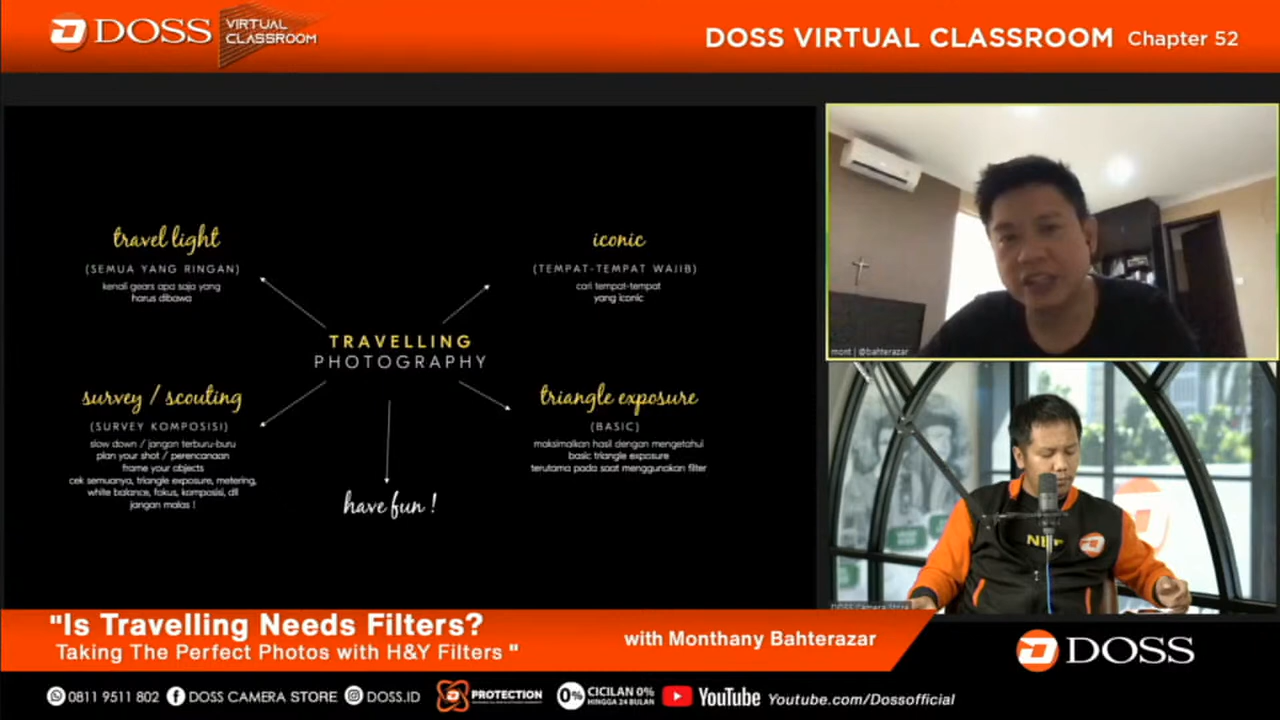 DOSS
VIRTUAL
CLASSROOM
DOSS VIRTUAL CLASSROOM Chapter 52
travel light
(SEMUA YANG RINGAN)
kenali gears apa saja yang
harus dibawa
iconic
(TEMPAT-TEMPAT WAJIB)
cari tempat-tempat
yang iconic
TRAVELLING
PHOTOGRAPHY
survey / scouting
(SURVEY KOMPOSISI)
slow down / jangan terburu-buru
plan your shot / perencanaan
frame your objects
cek semuanya, triangle exposure, metering,
white balance, fokus, komposisi, dll
jangan malas !
triangle exposure
(BASIC)
maksimalkan hasil dengan mengetahui
basic triangle exposure
terutama pada saat menggunakan filter
have fun !
mont | @bahterazar
DOSS Camera Store
"Is Travelling Needs Filters?
Taking The Perfect Photos with H&Y Filters "
with Monthany Bahterazar
DOSS
0811 9511 802 DOSS CAMERA STORE DOSS.ID
PROTECTION
0% CICILAN 0%
HINGGA 24 BULAN
YouTube Youtube.com/Dossofficial